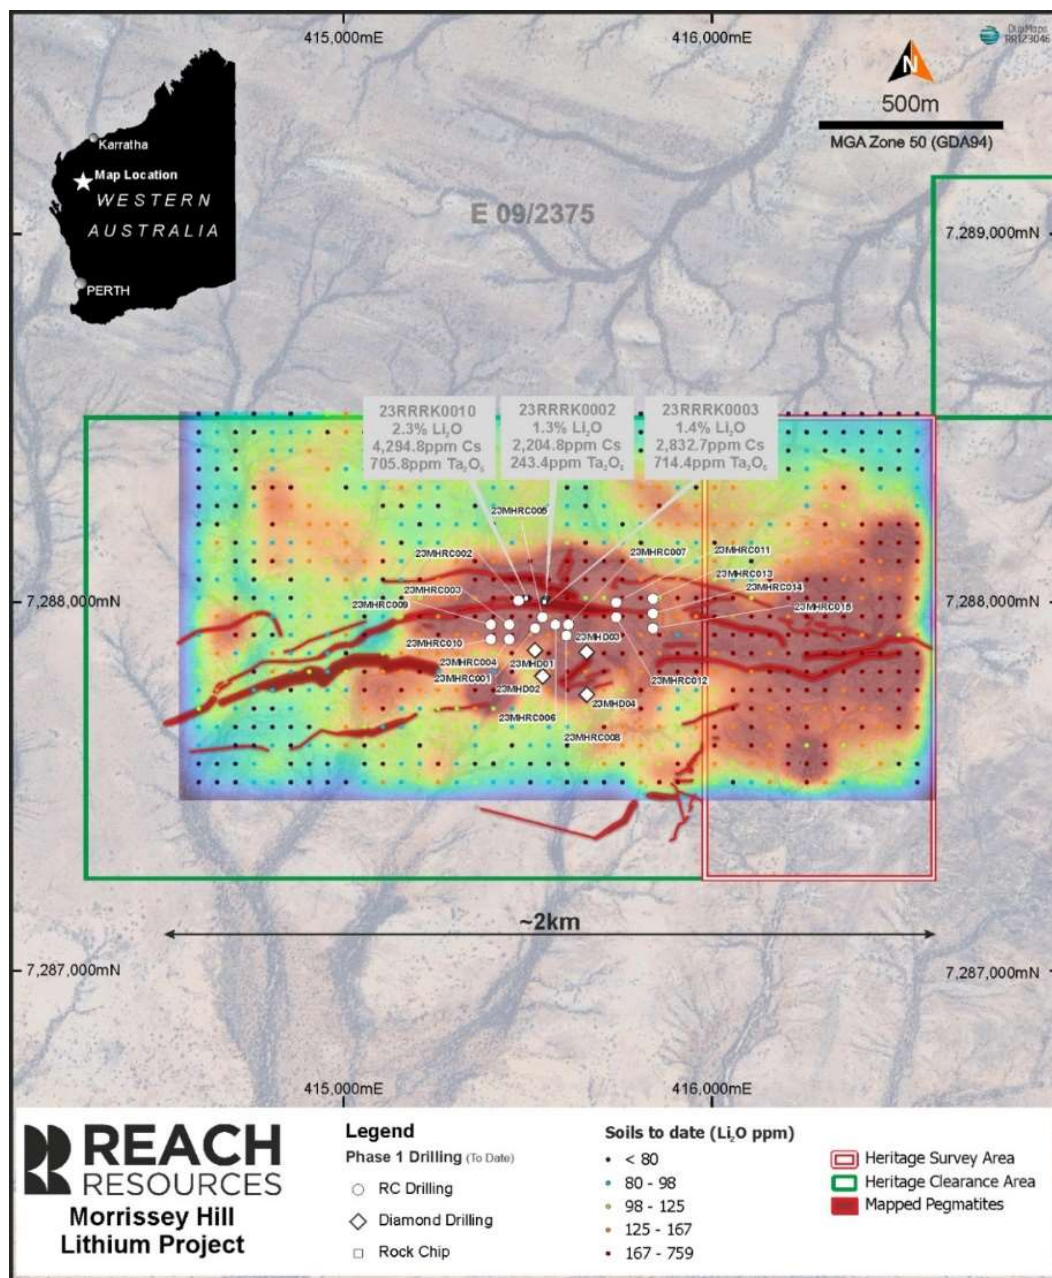 415,000mE
416,000mE
DuxMaps
RR123046
N
500m
MGA Zone 50 (GDA94)
Karratha
Map Location
WESTERN
AUSTRALIA
PERTH
E 09/2375
7,289,000mN
7,289,000mN
23RRRK0010
2.3% Li₂O
4,294.8ppm Cs
705.8ppm Ta₂O₅
23RRRK0002
1.3% Li₂O
2,204.8ppm Cs
243.4ppm Ta₂O₅
23RRRK0003
1.4% Li₂O
2,832.7ppm Cs
714.4ppm Ta₂O₅
23MHRC005
23MHRC002
23MHRC007
23MHRC011
23MHRC003
23MHRC013
23MHRC014
7,288,000mN
23MHRC009
23MHRC015
7,288,000mN
23MHRC010
23MHD03
23MHRC004
23MHD01
23MHRC001
23MHRC012
23MHD02
23MHD04
23MHRC006
23MHRC008
~2km
7,287,000mN
7,287,000mN
415,000mE
416,000mE
REACH
RESOURCES
Morrissey Hill
Lithium Project
Legend
Phase 1 Drilling (To Date)
RC Drilling
Diamond Drilling
Rock Chip
Soils to date (Li₂O ppm)
< 80
80 - 98
98 - 125
125 - 167
167 - 759
Heritage Survey Area
Heritage Clearance Area
Mapped Pegmatites